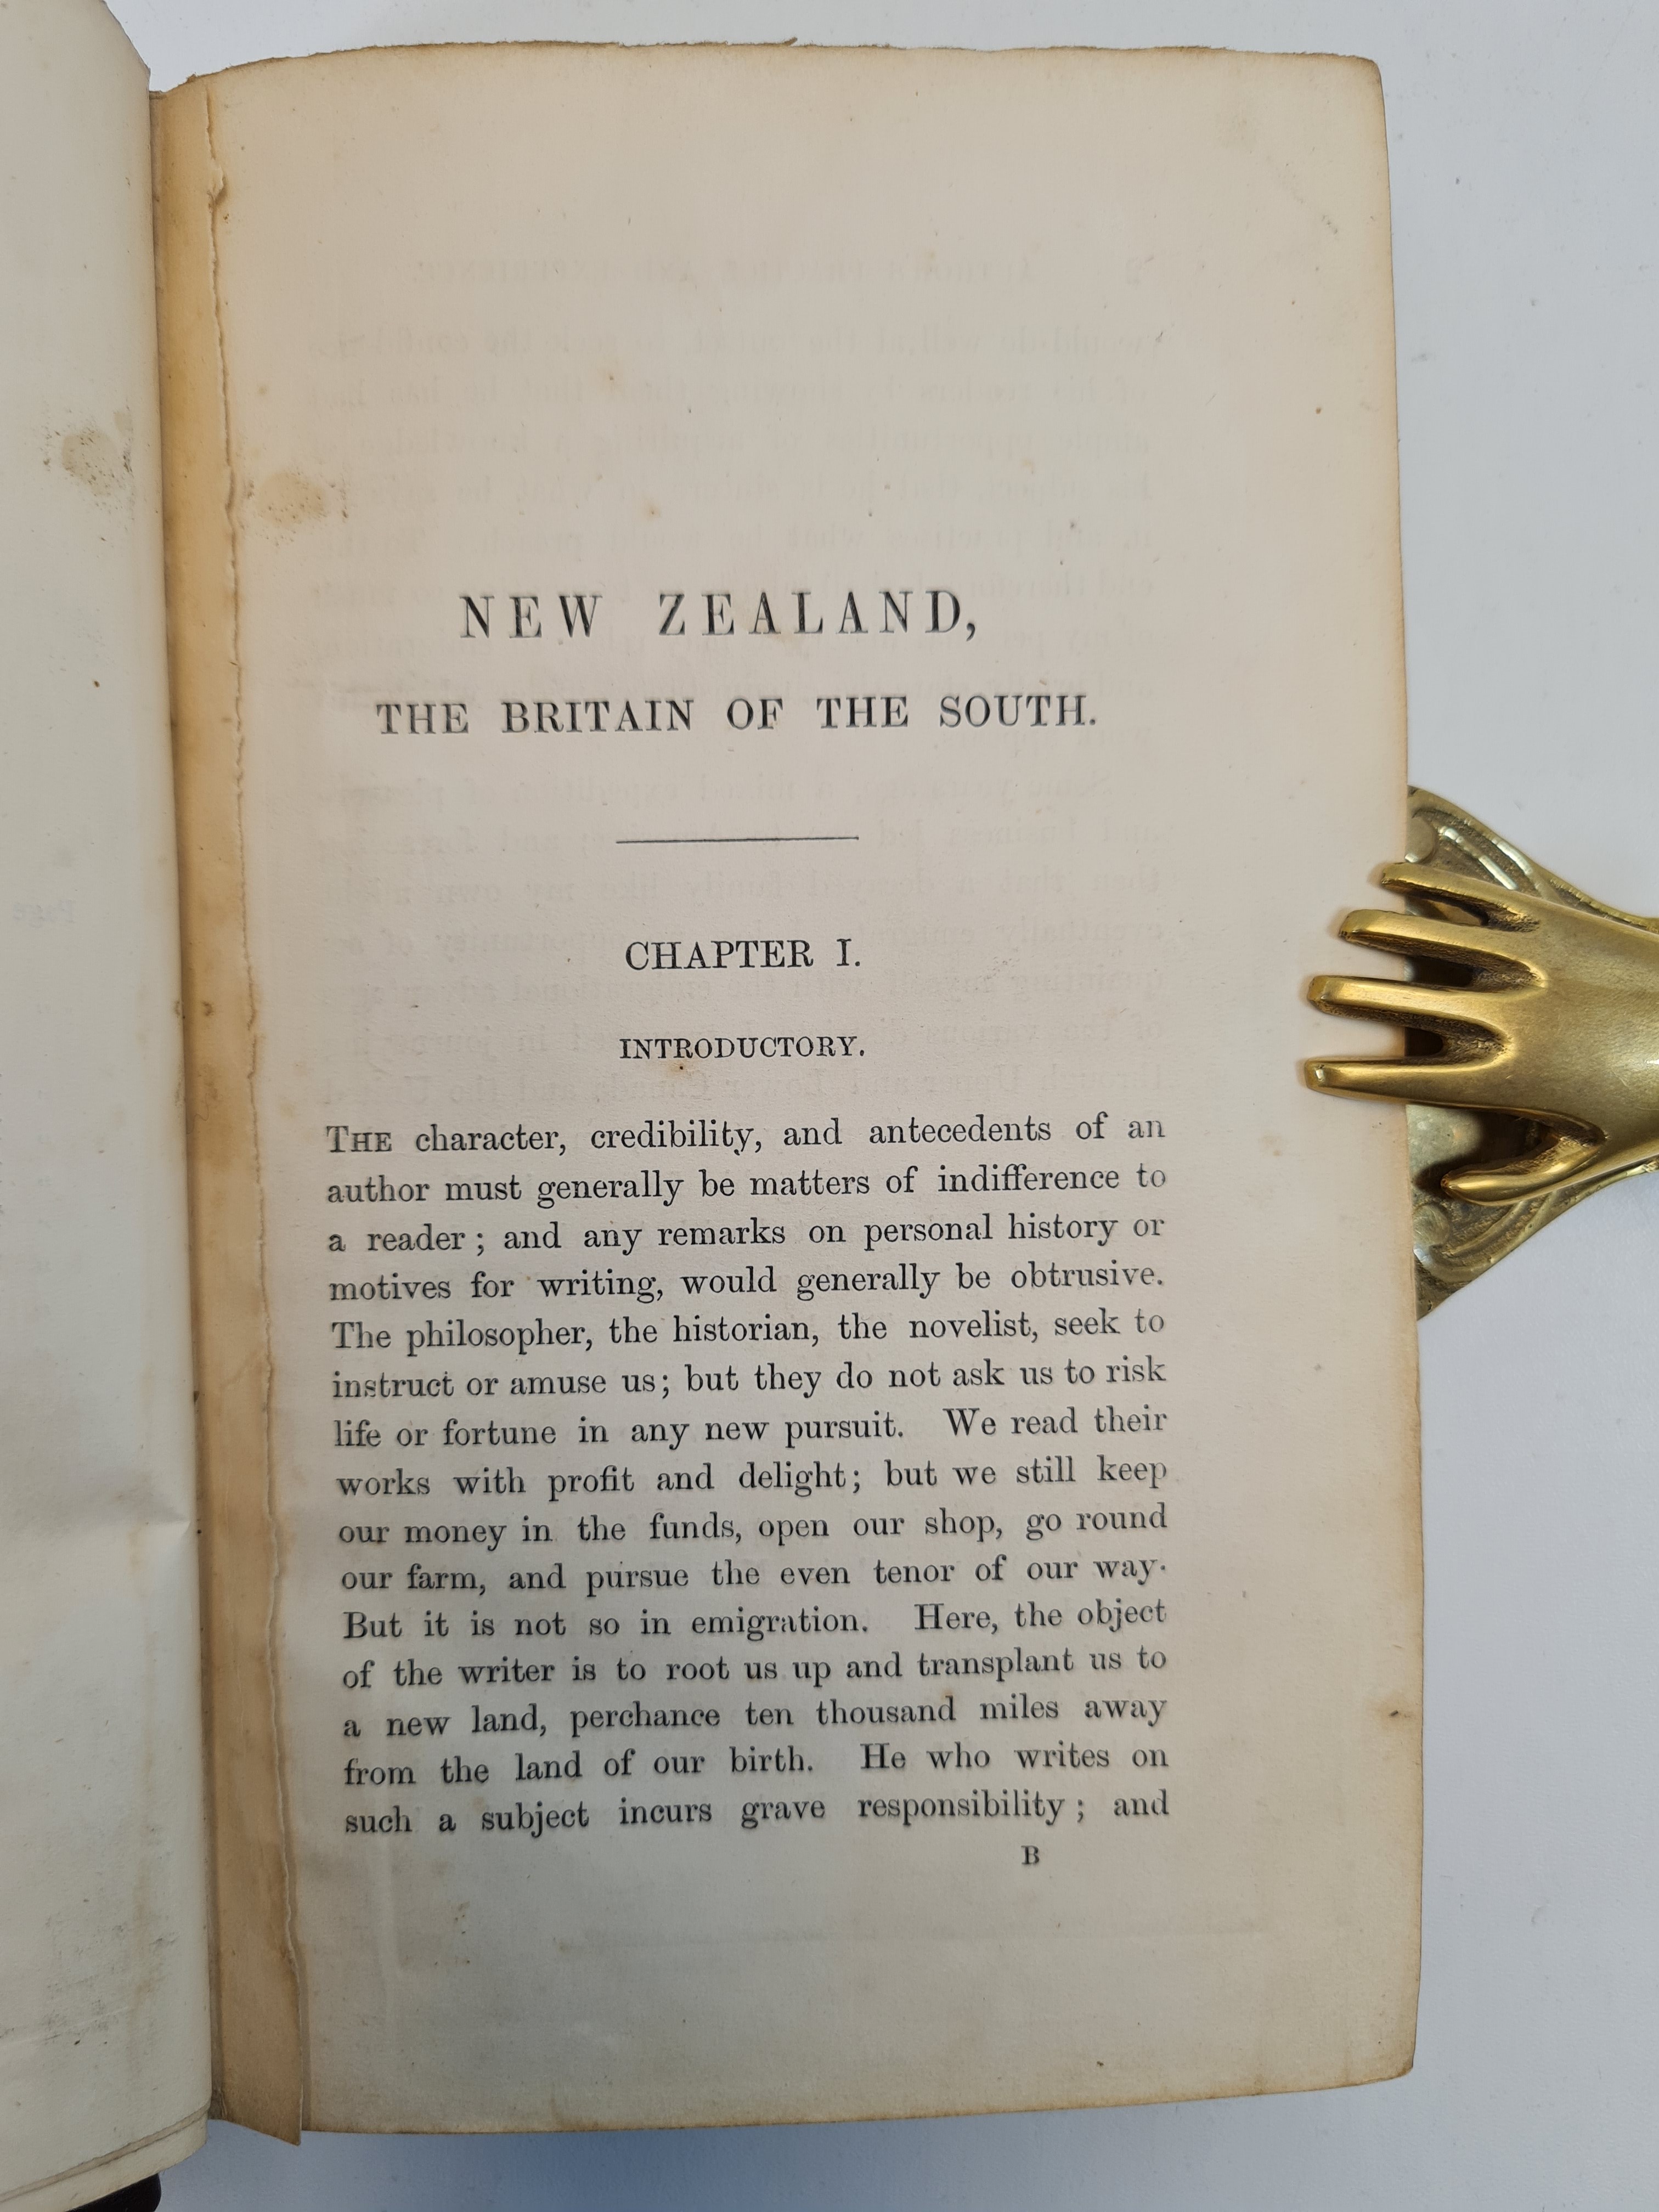 NEW ZEALAND,
THE BRITAIN OF THE SOUTH.
CHAPTER I.
INTRODUCTORY.
THE character, credibility, and antecedents of an
author must generally be matters of indifference to
a reader ; and any remarks on personal history or
motives for writing, would generally be obtrusive.
The philosopher, the historian, the novelist, seek to
instruct or amuse us; but they do not ask us to risk
life or fortune in any new pursuit. We read their
works with profit and delight; but we still keep
our money in the funds, open our shop, go round
our farm, and pursue the even tenor of our way.
But it is not so in emigration. Here, the object
of the writer is to root us up and transplant us to
a new land, perchance ten thousand miles away
from the land of our birth. He who writes on
such a subject incurs grave responsibility ; and
B